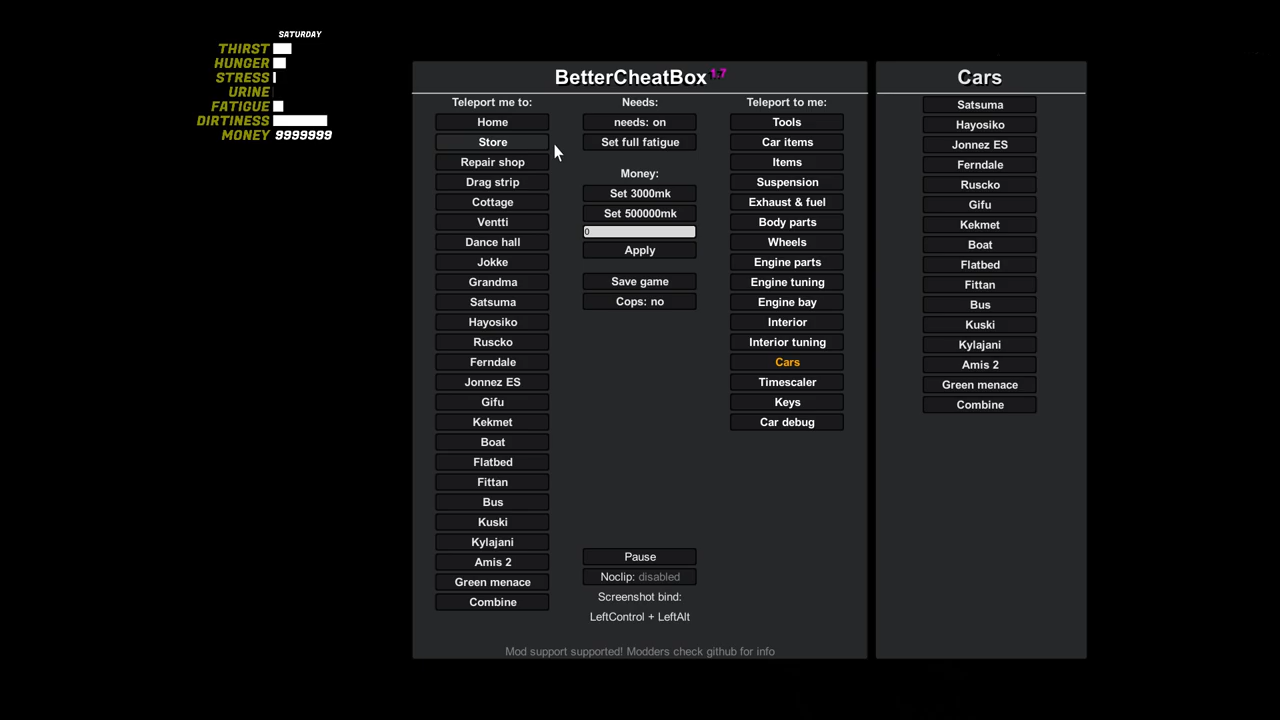 SATURDAY
THIRST
HUNGER
STRESS
URINE
FATIGUE
DIRTINESS
MONEY 9999999
BetterCheatBox 1.7
Teleport me to:
Home
Store
Repair shop
Drag strip
Cottage
Ventti
Dance hall
Jokke
Grandma
Satsuma
Hayosiko
Ruscko
Ferndale
Jonnez ES
Gifu
Kekmet
Boat
Flatbed
Fittan
Bus
Kuski
Kylajani
Amis 2
Green menace
Combine
Needs:
needs: on
Set full fatigue
Money:
Set 3000mk
Set 500000mk
0
Apply
Save game
Cops: no
Pause
Noclip: disabled
Screenshot bind:
LeftControl + LeftAlt
Teleport to me:
Tools
Car items
Items
Suspension
Exhaust & fuel
Body parts
Wheels
Engine parts
Engine tuning
Engine bay
Interior
Interior tuning
Cars
Timescaler
Keys
Car debug
Mod support supported! Modders check github for info
Cars
Satsuma
Hayosiko
Jonnez ES
Ferndale
Ruscko
Gifu
Kekmet
Boat
Flatbed
Fittan
Bus
Kuski
Kylajani
Amis 2
Green menace
Combine